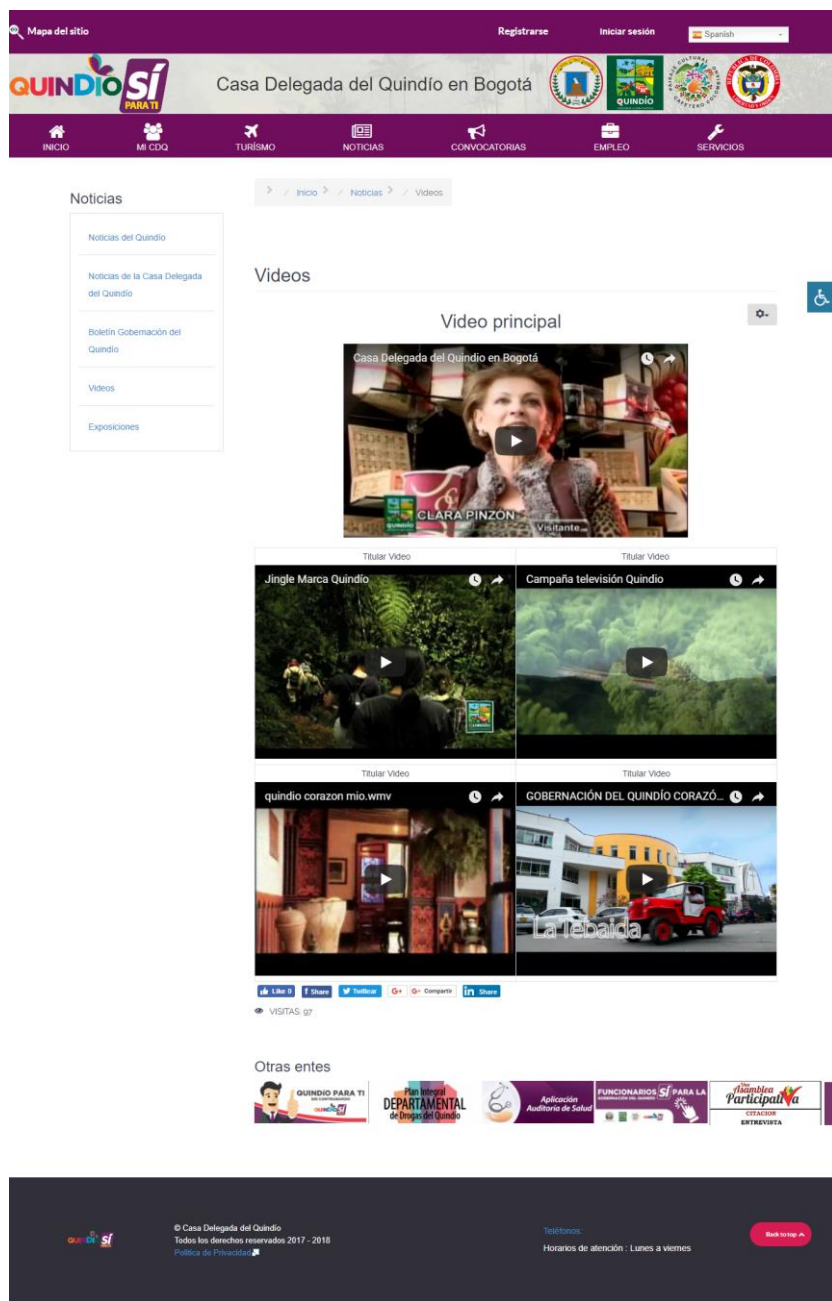 Mapa del sitio
Registrarse
Iniciar sesión
Spanish
QUINDÍO SÍ
PARA TI
Casa Delegada del Quindío en Bogotá
QUINDÍO
INICIO
MI CDQ
TURÍSMO
NOTICIAS
CONVOCATORIAS
EMPLEO
SERVICIOS
Noticias
Noticias del Quindío
Noticias de la Casa Delegada
del Quindío
Boletín Gobernación del
Quindío
Videos
Exposiciones
> / Inicio > / Noticias > / Videos
Videos
Video principal
Casa Delegada del Quindio en Bogotá
CLARA PINZON
Visitante...
Titular Video
Titular Video
Jingle Marca Quindío
Campaña televisión Quindio
Titular Video
Titular Video
quindio corazon mio.wmv
GOBERNACIÓN DEL QUINDÍO CORAZÓ...
La Tebaida
Like 0
Share
Twittear
G+
G+ Compartir
in Share
VISITAS: 97
Otras entes
QUINDIO PARA TI
Plan Integral
DEPARTAMENTAL
de Drogas del Quindio
Aplicación
Auditoría de Salud
FUNCIONARIOS SÍ PARA LA
Una
Asamblea
Participativa
CITACION
ENTREVISTA
QUINDÍO SÍ
© Casa Delegada del Quindío
Todos los derechos reservados 2017 - 2018
Política de Privacidad
Teléfonos:
Horarios de atención : Lunes a viernes
Back to top